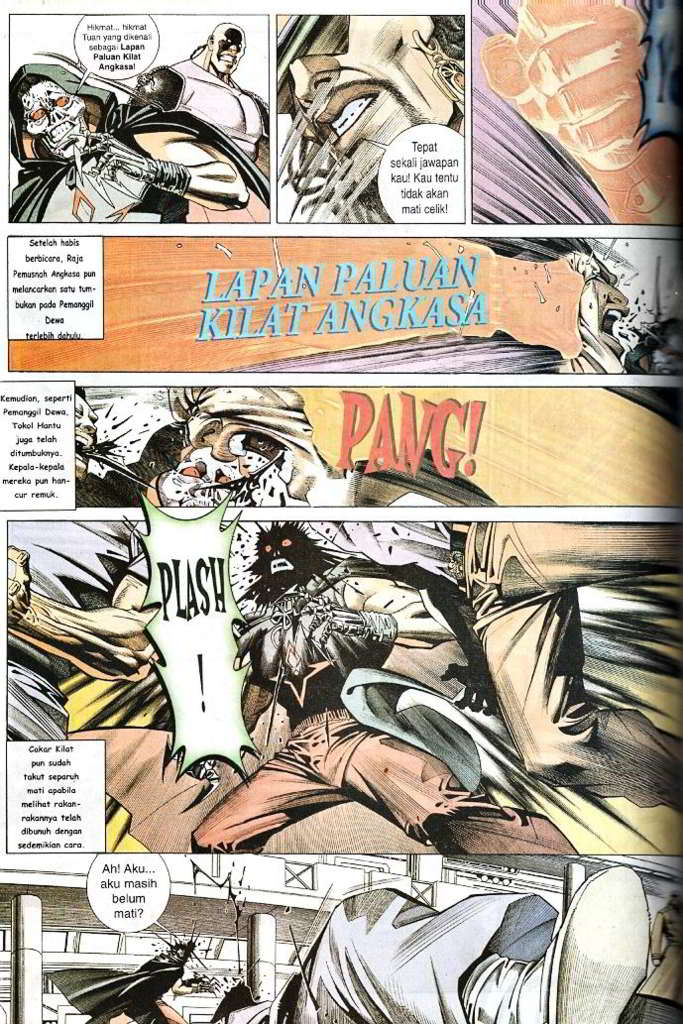 Hikmat... hikmat
Tuan yang dikenali
sebagai Lapan
Paluan Kilat
Angkasa!
Tepat
sekali jawapan
kau! Kau tentu
tidak akan
mati celik!
Setelah habis
berbicara, Raja
Pemusnah Angkasa pun
melancarkan satu tum-
bukan pada Pemanggil
Dewa
terlebih dahulu.
LAPAN PALUAN
KILAT ANGKASA
Kemudian, seperti
Pemanggil Dewa,
Tokol Hantu
juga telah
ditumbuknya.
Kepala-kepala
mereka pun han-
cur remuk.
PANG!
PLASH
!
Cakar Kilat
pun sudah
takut separuh
mati apabila
melihat rakan-
rakannya telah
dibunuh dengan
sedemikian cara.
Ah! Aku...
aku masih
belum
mati?